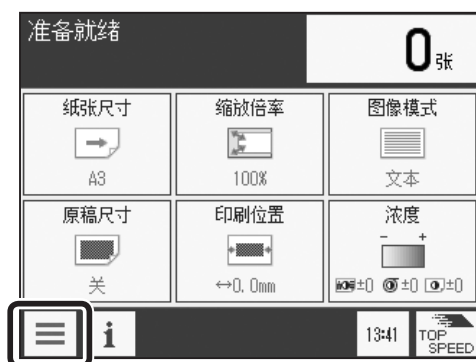 准备就绪
0张
纸张尺寸
A3
缩放倍率
100%
图像模式
文本
原稿尺寸
关
印刷位置
↔0.0mm
浓度
- +
±0 ±0 ±0
i
13:41
TOP
SPEED